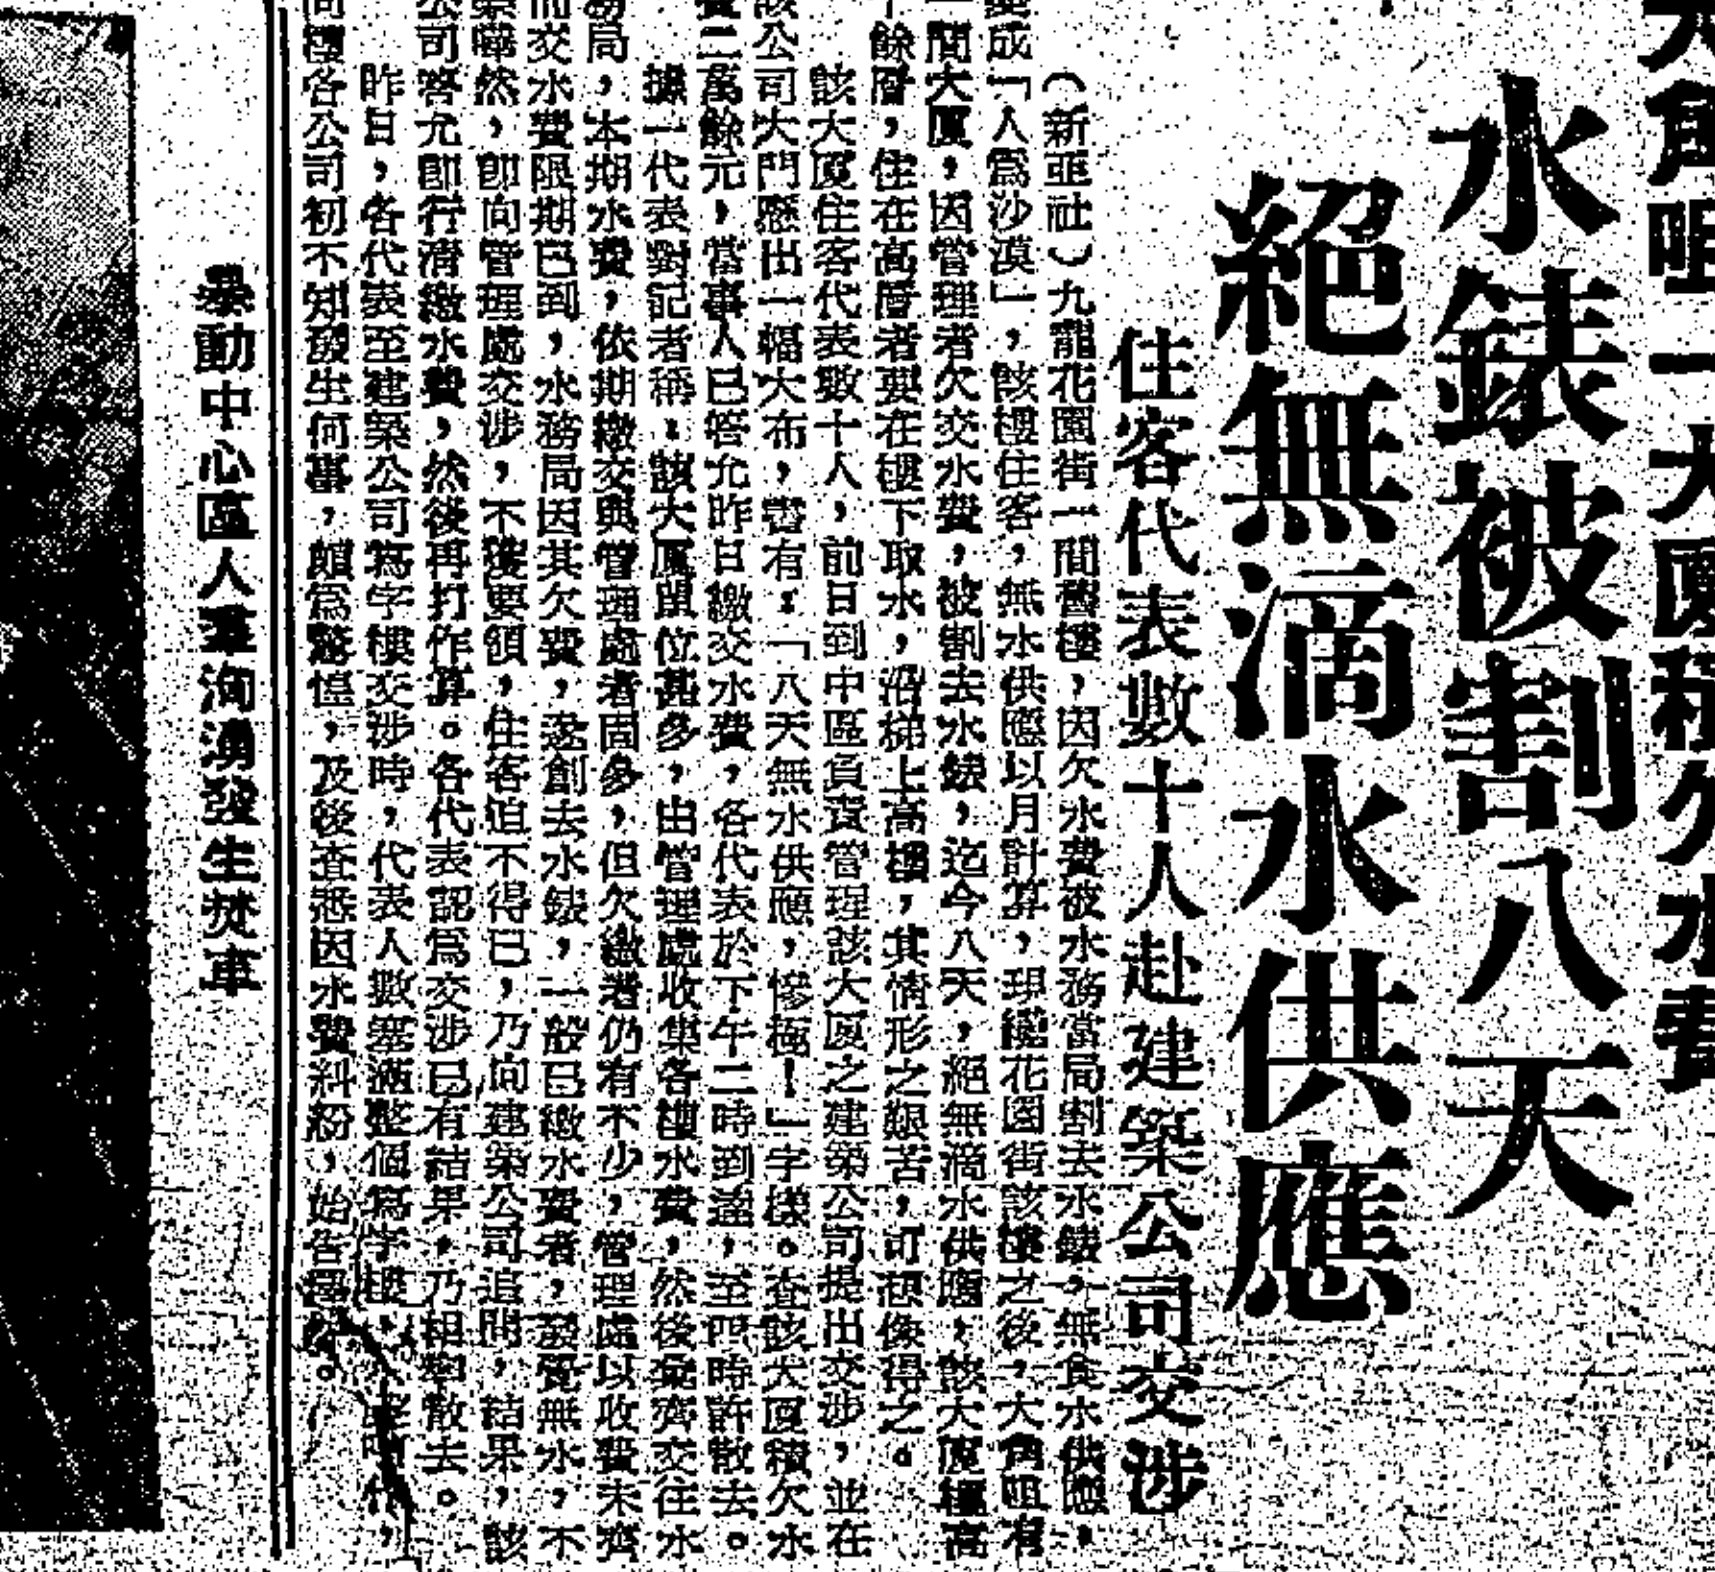 大角咀一大廈積欠水費
水錶被割八天
絕無滴水供應
住客代表數十人赴建築公司交涉
(新亞社)九龍花園街一間舊樓,因欠水費被水務當局割去水錶,無食水供應,
變成「人為沙漠」,該樓住客,無水供應以月計算,現繼花園街該樓之後,大角咀有
一間大廈,因管理者欠交水費,被割去水錶,迄今八天,絕無滴水供應,該大廈樓高
十餘層,住在高層者要在樓下取水,沿梯上高樓,其情形之艱苦,可想像得之。
該大廈住客代表數十人,前日到中區負責管理該大廈之建築公司提出交涉,並在
該公司大門懸出一幅大布,書有:「八天無水供應,慘極!」字樣。查該大廈積欠水
費二萬餘元,當事人已答允昨日繳交水費,各代表於下午二時到達,至四時許散去。
據一代表對記者稱:該大廈單位甚多,由管理處收集各樓水費,然後彙齊交往水
務局,本期水費,依期繳交與管理處者固多,但欠繳者仍有不少,管理處以收費未齊
而交水費限期已到,水務局因其欠費,遂割去水錶,一般已繳水費者,發覺無水,不
禁嘩然,即向管理處交涉,不獲要領,住客迫不得已,乃向建築公司追問,結果,該
公司答允即行清繳水費,然後再打作算。各代表認為交涉已有結果,乃相率散去。
昨日,各代表至建築公司寫字樓交涉時,代表人數塞滿整個寫字樓,
同樓各公司初不知發生何事,頗為驚惶,及後查悉因水費糾紛,始告
暴動中心區人羣洶湧發生焚車